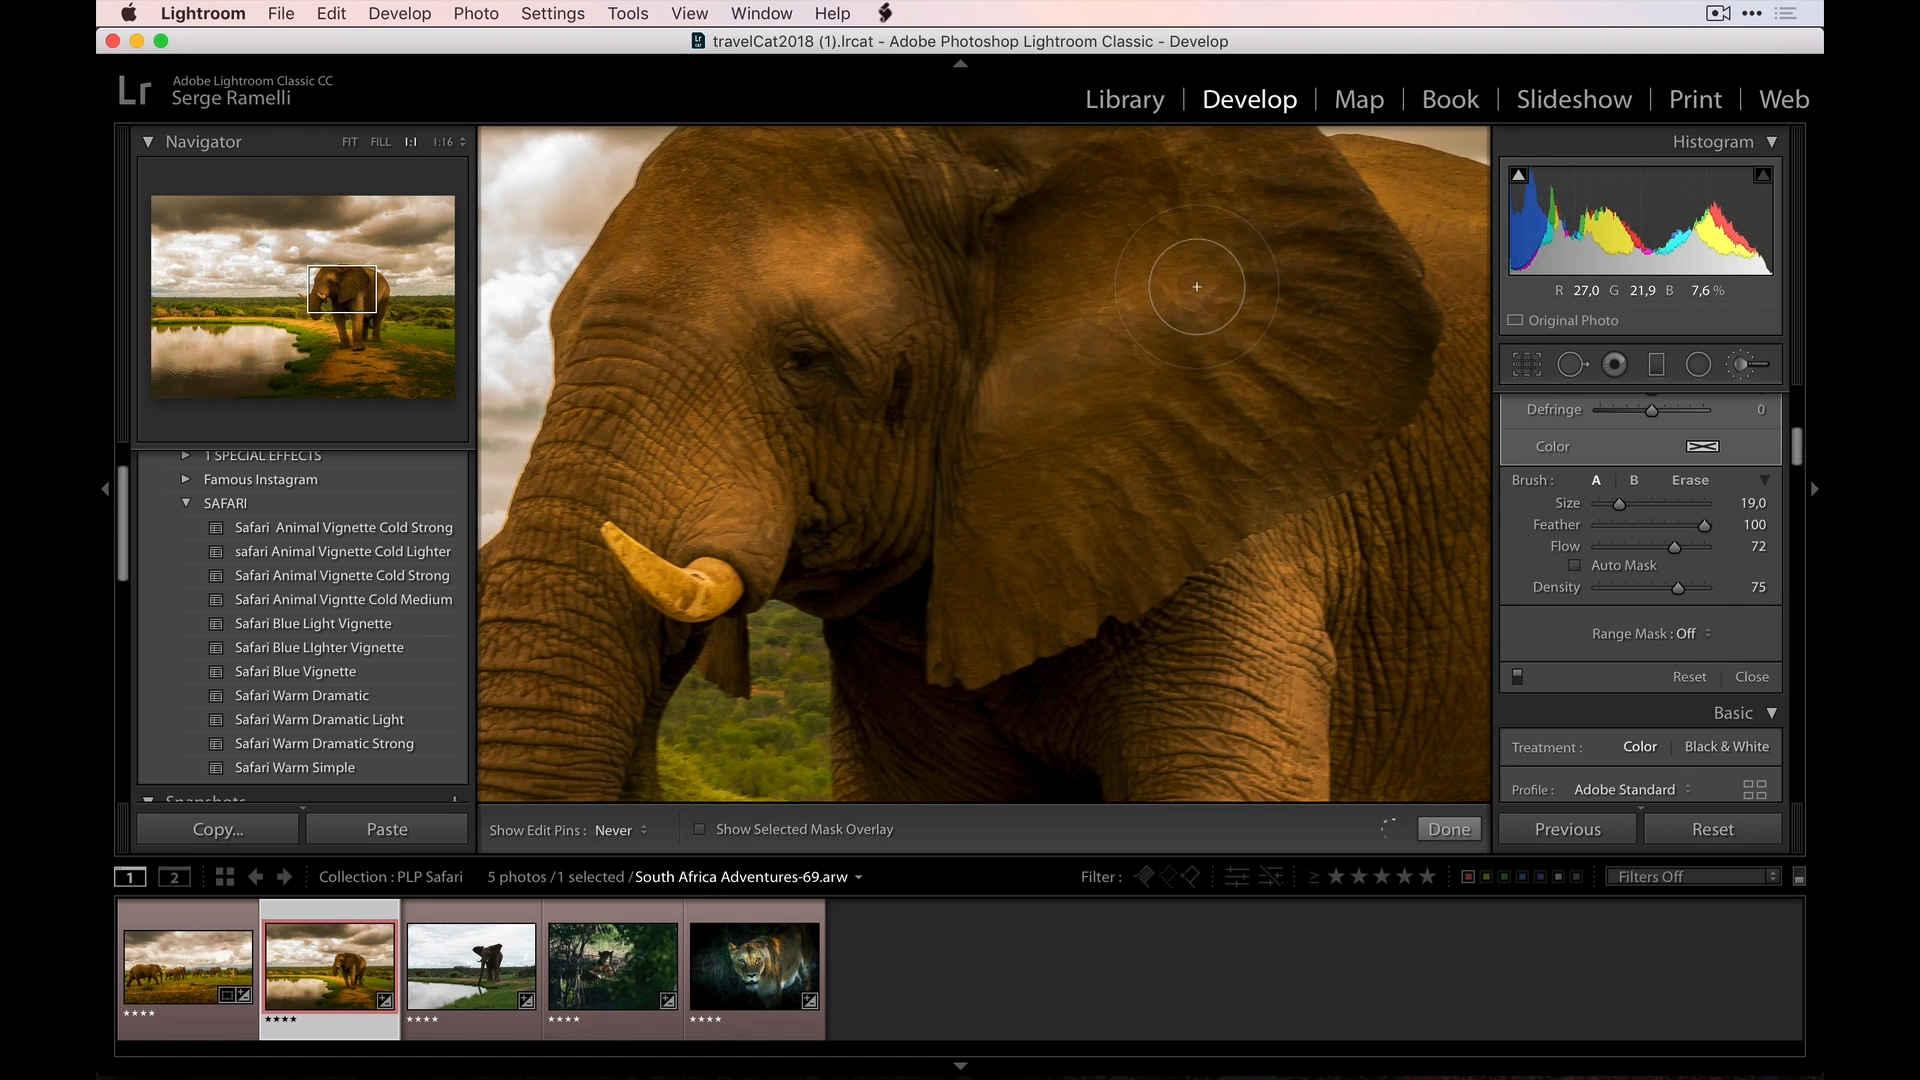 Lightroom File Edit Develop Photo Settings Tools View Window Help
travelCat2018 (1).lrcat - Adobe Photoshop Lightroom Classic - Develop
Lr Adobe Lightroom Classic CC
Serge Ramelli
Library | Develop | Map | Book | Slideshow | Print | Web
Navigator FIT FILL 1:1 1:16
1 SPECIAL EFFECTS
Famous Instagram
SAFARI
Safari  Animal Vignette Cold Strong
safari Animal Vignette Cold Lighter
Safari Animal Vignette Cold Strong
Safari Animal Vigntte Cold Medium
Safari Blue Light Vignette
Safari Blue LIghter Vignette
Safari Blue Vignette
Safari Warm Dramatic
Safari Warm Dramatic Light
Safari Warm Dramatic Strong
Safari Warm Simple
Snapshots
Copy... Paste
Show Edit Pins : Never Show Selected Mask Overlay Done
Histogram
R 27,0 G 21,9 B 7,6 %
Original Photo
Defringe 0
Color
Brush : A B Erase
Size 19,0
Feather 100
Flow 72
Auto Mask
Density 75
Range Mask : Off
Reset Close
Basic
Treatment : Color Black & White
Profile : Adobe Standard
Previous Reset
1 2 Collection : PLP Safari 5 photos /1 selected /South Africa Adventures-69.arw Filter : ≥ ★★★★★ Filters Off
★★★★ ★★★★ ★★★★ ★★★★ ★★★★